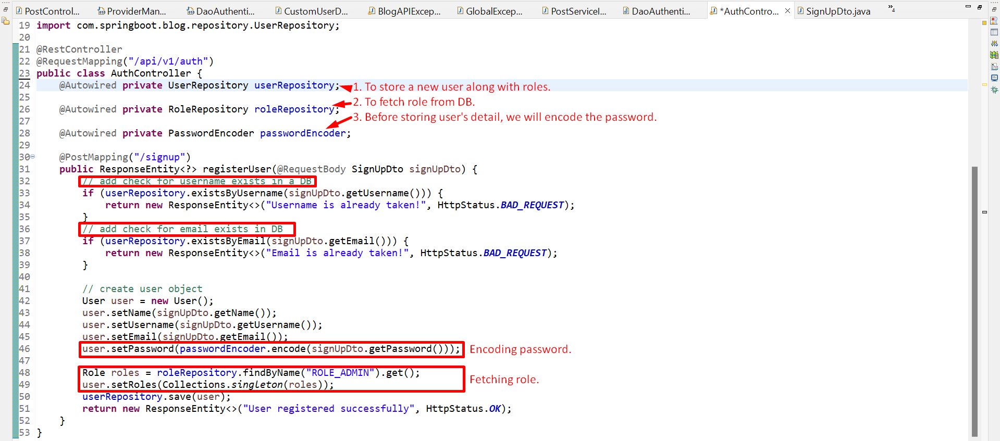 PostControl... ProviderMan... DaoAuthenti... CustomUserD... BlogAPIExcep... GlobalExcep... PostServiceI... DaoAuthenti... *AuthContro... SignUpDto.java »4
19 import com.springboot.blog.repository.UserRepository;
20
21 @RestController
22 @RequestMapping("/api/v1/auth")
23 public class AuthController {
24 @Autowired private UserRepository userRepository; 1. To store a new user along with roles.
25
26 @Autowired private RoleRepository roleRepository; 2. To fetch role from DB.
27 3. Before storing user's detail, we will encode the password.
28 @Autowired private PasswordEncoder passwordEncoder;
29
30 @PostMapping("/signup")
31 public ResponseEntity<?> registerUser(@RequestBody SignUpDto signUpDto) {
32 // add check for username exists in a DB
33 if (userRepository.existsByUsername(signUpDto.getUsername())) {
34 return new ResponseEntity<>("Username is already taken!", HttpStatus.BAD_REQUEST);
35 }
36 // add check for email exists in DB
37 if (userRepository.existsByEmail(signUpDto.getEmail())) {
38 return new ResponseEntity<>("Email is already taken!", HttpStatus.BAD_REQUEST);
39 }
40
41 // create user object
42 User user = new User();
43 user.setName(signUpDto.getName());
44 user.setUsername(signUpDto.getUsername());
45 user.setEmail(signUpDto.getEmail());
46 user.setPassword(passwordEncoder.encode(signUpDto.getPassword())); Encoding password.
47
48 Role roles = roleRepository.findByName("ROLE_ADMIN").get();
Fetching role.
49 user.setRoles(Collections.singleton(roles));
50 userRepository.save(user);
51 return new ResponseEntity<>("User registered successfully", HttpStatus.OK);
52 }
53 }